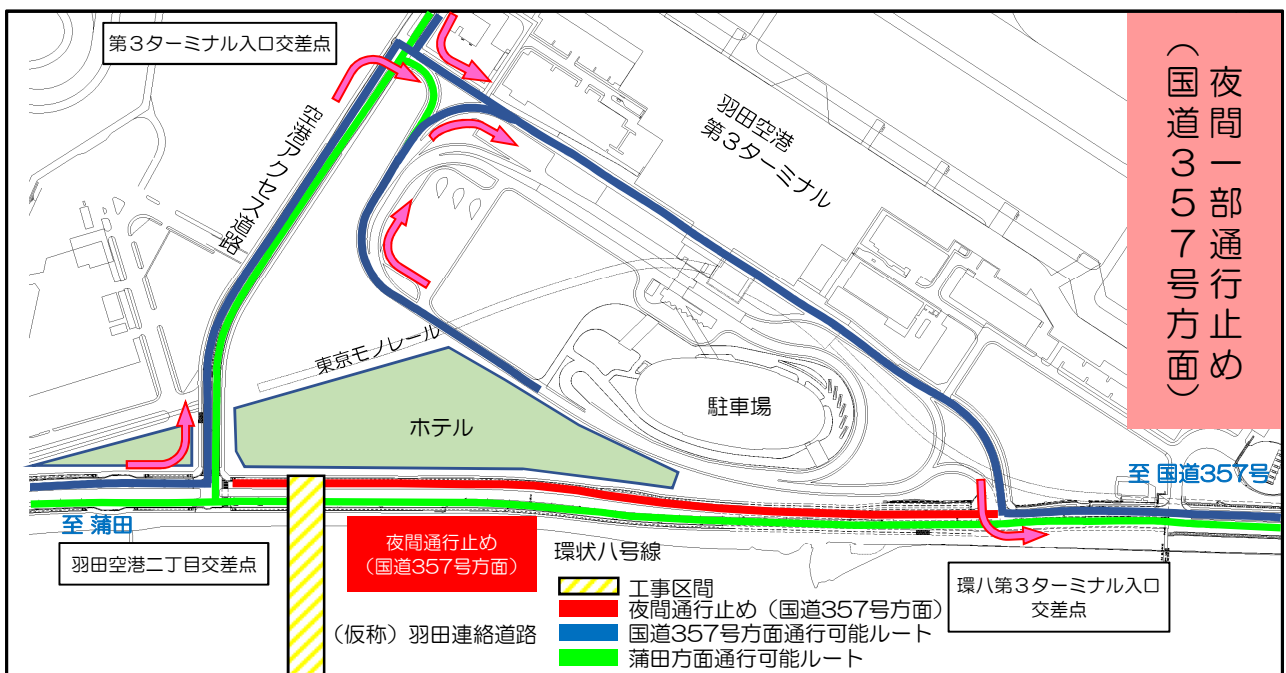 第3ターミナル入口交差点
夜間一部通行止め
（国道357号方面）
羽田空港
第3ターミナル
空港アクセス道路
東京モノレール
駐車場
ホテル
至 国道357号
至 蒲田
羽田空港二丁目交差点
夜間通行止め
（国道357号方面）
環状八号線
工事区間
夜間通行止め（国道357号方面）
国道357号方面通行可能ルート
蒲田方面通行可能ルート
（仮称）羽田連絡道路
環八第3ターミナル入口
交差点